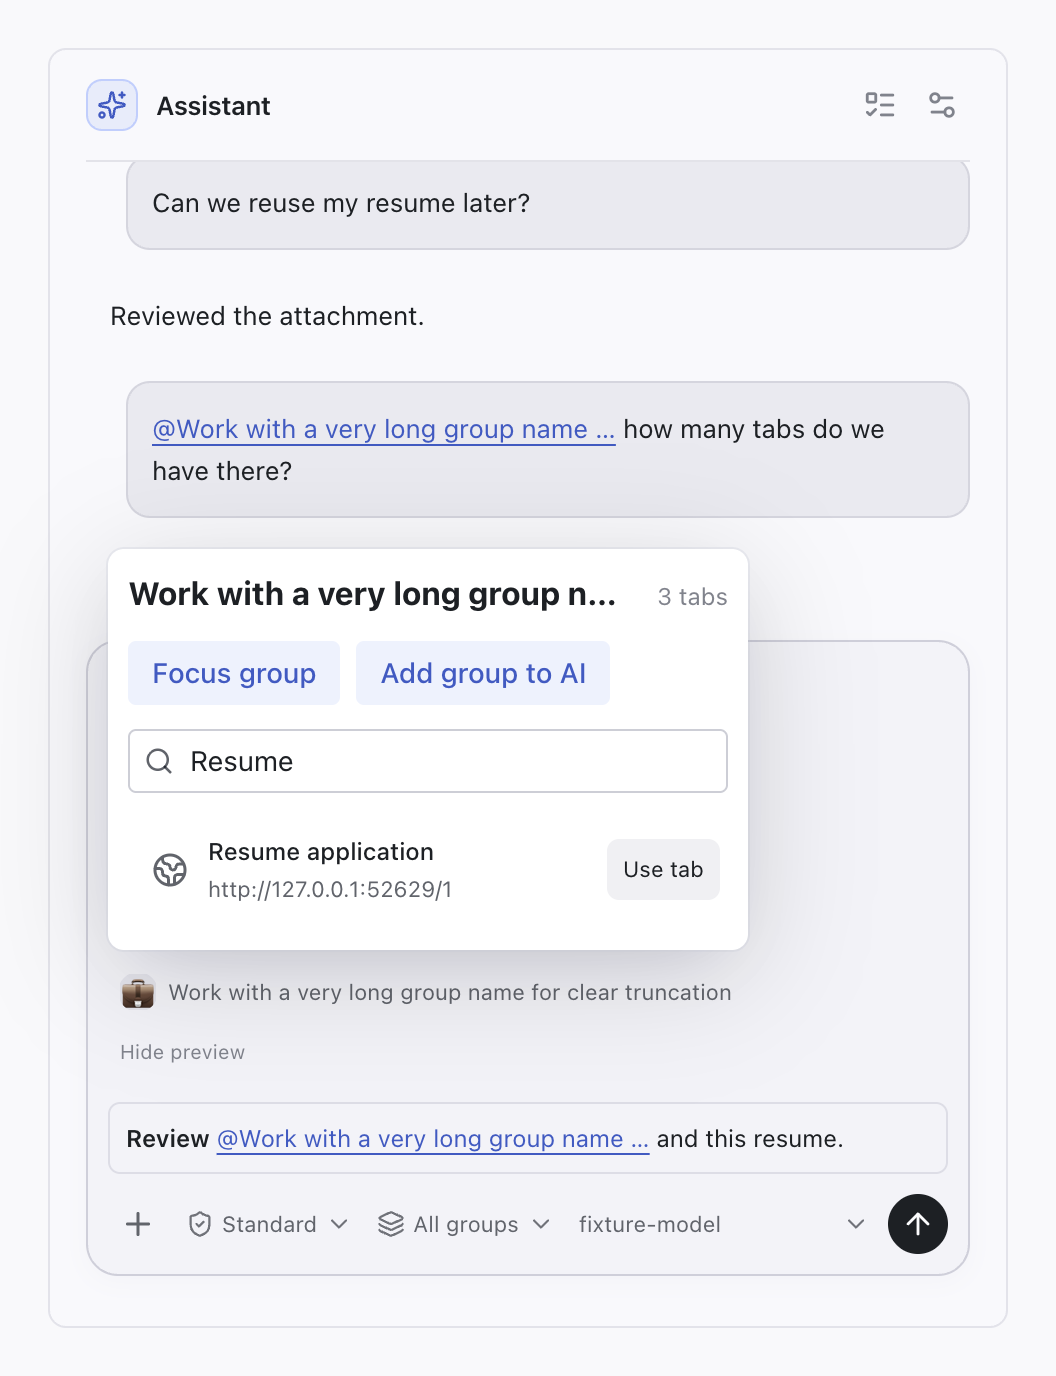 Assistant
Can we reuse my resume later?
Reviewed the attachment.
@Work with a very long group name ... how many tabs do we
have there?
Work with a very long group n... 3 tabs
Focus group Add group to AI
Resume
Resume application
http://127.0.0.1:52629/1
Use tab
Work with a very long group name for clear truncation
Hide preview
Review @Work with a very long group name ... and this resume.
Standard All groups fixture-model